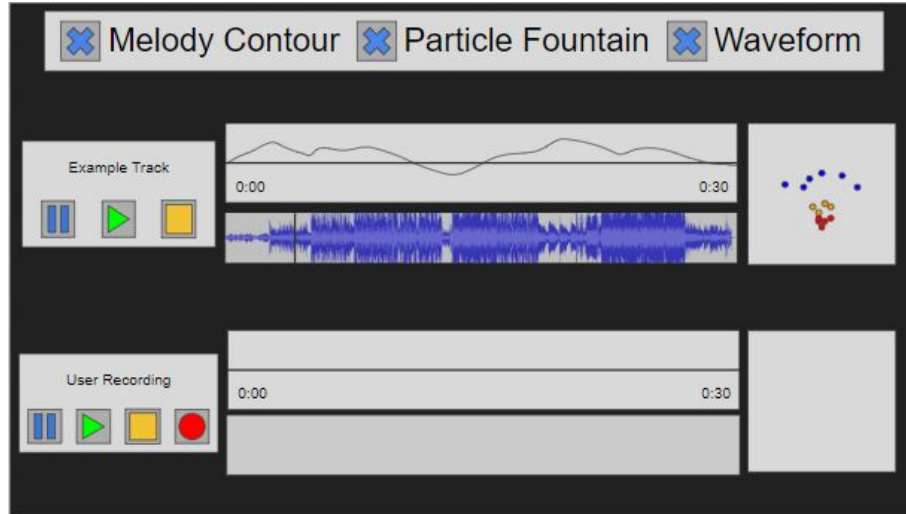 Melody Contour Particle Fountain Waveform
Example Track
0:00 0:30
User Recording
0:00 0:30